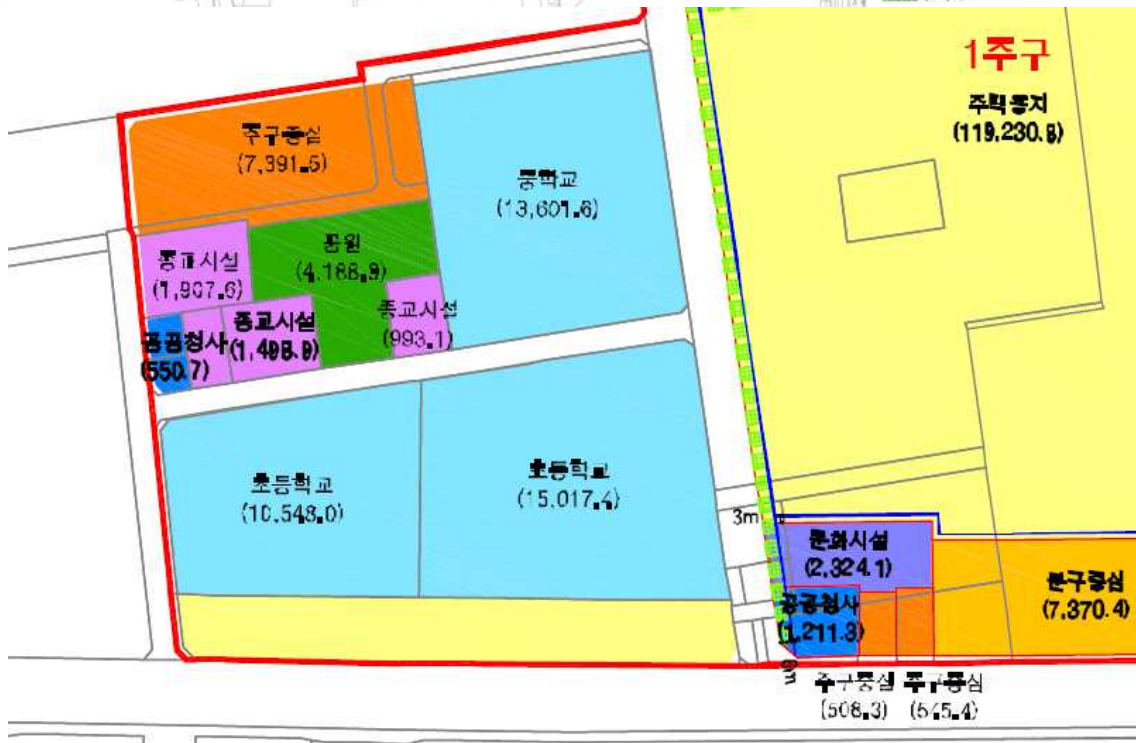 1주구
주택용지
(119,230.8)
주구중심
(7,391.5)
중학교
(13,601.6)
공원
(4,188.9)
종교시설
(1,907.6)
종교시설
(1,498.9)
종교시설
(993.1)
공공청사
(550.7)
초등학교
(10,548.0)
초등학교
(15,017.4)
3m
문화시설
(2,324.1)
분구중심
(7,370.4)
공공청사
(1,211.3)
주구중심
(508.3)
주구중심
(545.4)